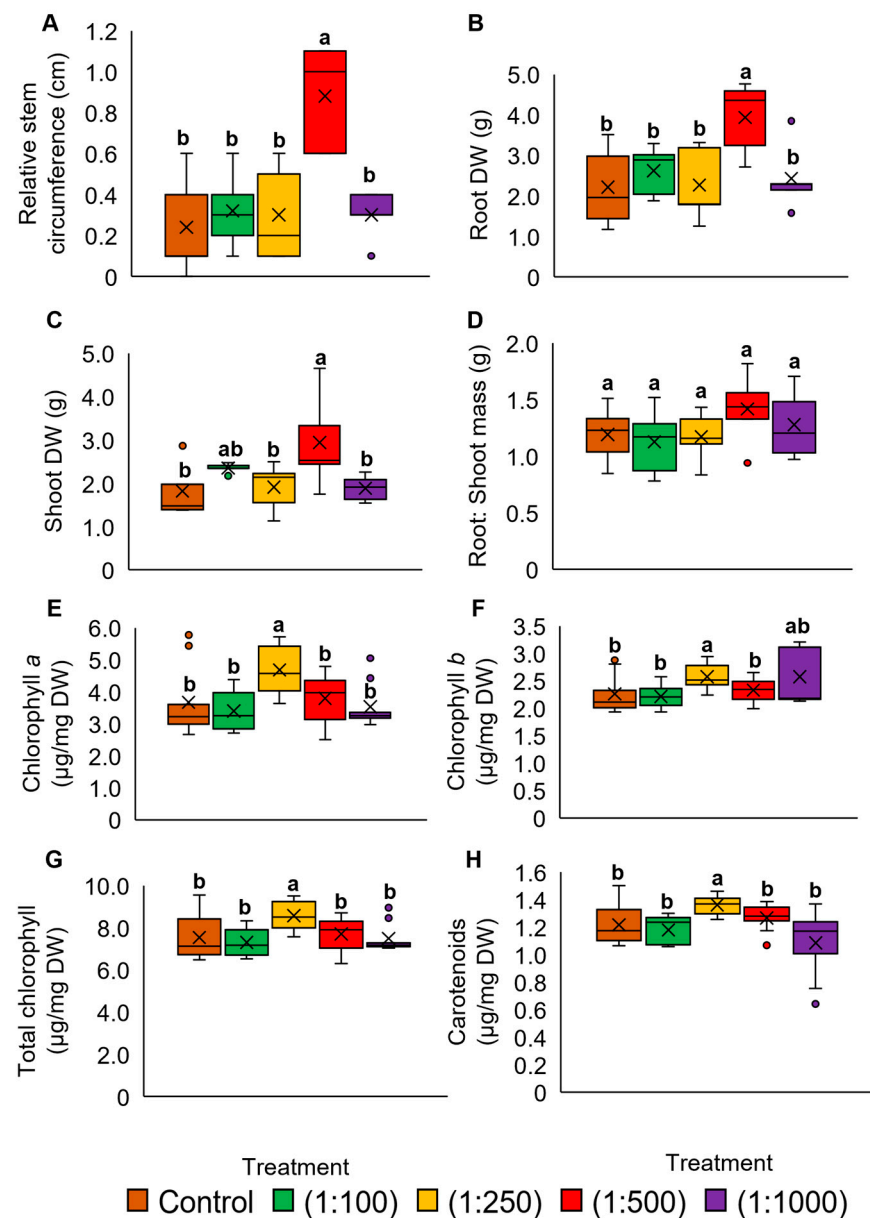 A
Relative stem
circumference (cm)
1.2
1.0
0.8
0.6
0.4
0.2
0
b
b
b
a
b
B
Root DW (g)
5.0
4.0
3.0
2.0
1.0
0
b
b
b
a
b
C
Shoot DW (g)
5.0
4.0
3.0
2.0
1.0
0
b
ab
b
a
b
D
Root: Shoot mass (g)
2.0
1.5
1.0
0.5
0
a
a
a
a
a
E
Chlorophyll a
(µg/mg DW)
6.0
5.0
4.0
3.0
2.0
1.0
0
b
b
a
b
b
F
Chlorophyll b
(µg/mg DW)
3.5
3.0
2.5
2.0
1.5
1.0
0.5
0
b
b
a
b
ab
G
Total chlorophyll
(µg/mg DW)
10.0
8.0
6.0
4.0
2.0
0
b
b
a
b
b
H
Carotenoids
(µg/mg DW)
1.6
1.4
1.2
1.0
0.8
0.6
0.4
0.2
0
b
b
a
b
b
Treatment
Treatment
Control (1:100) (1:250) (1:500) (1:1000)